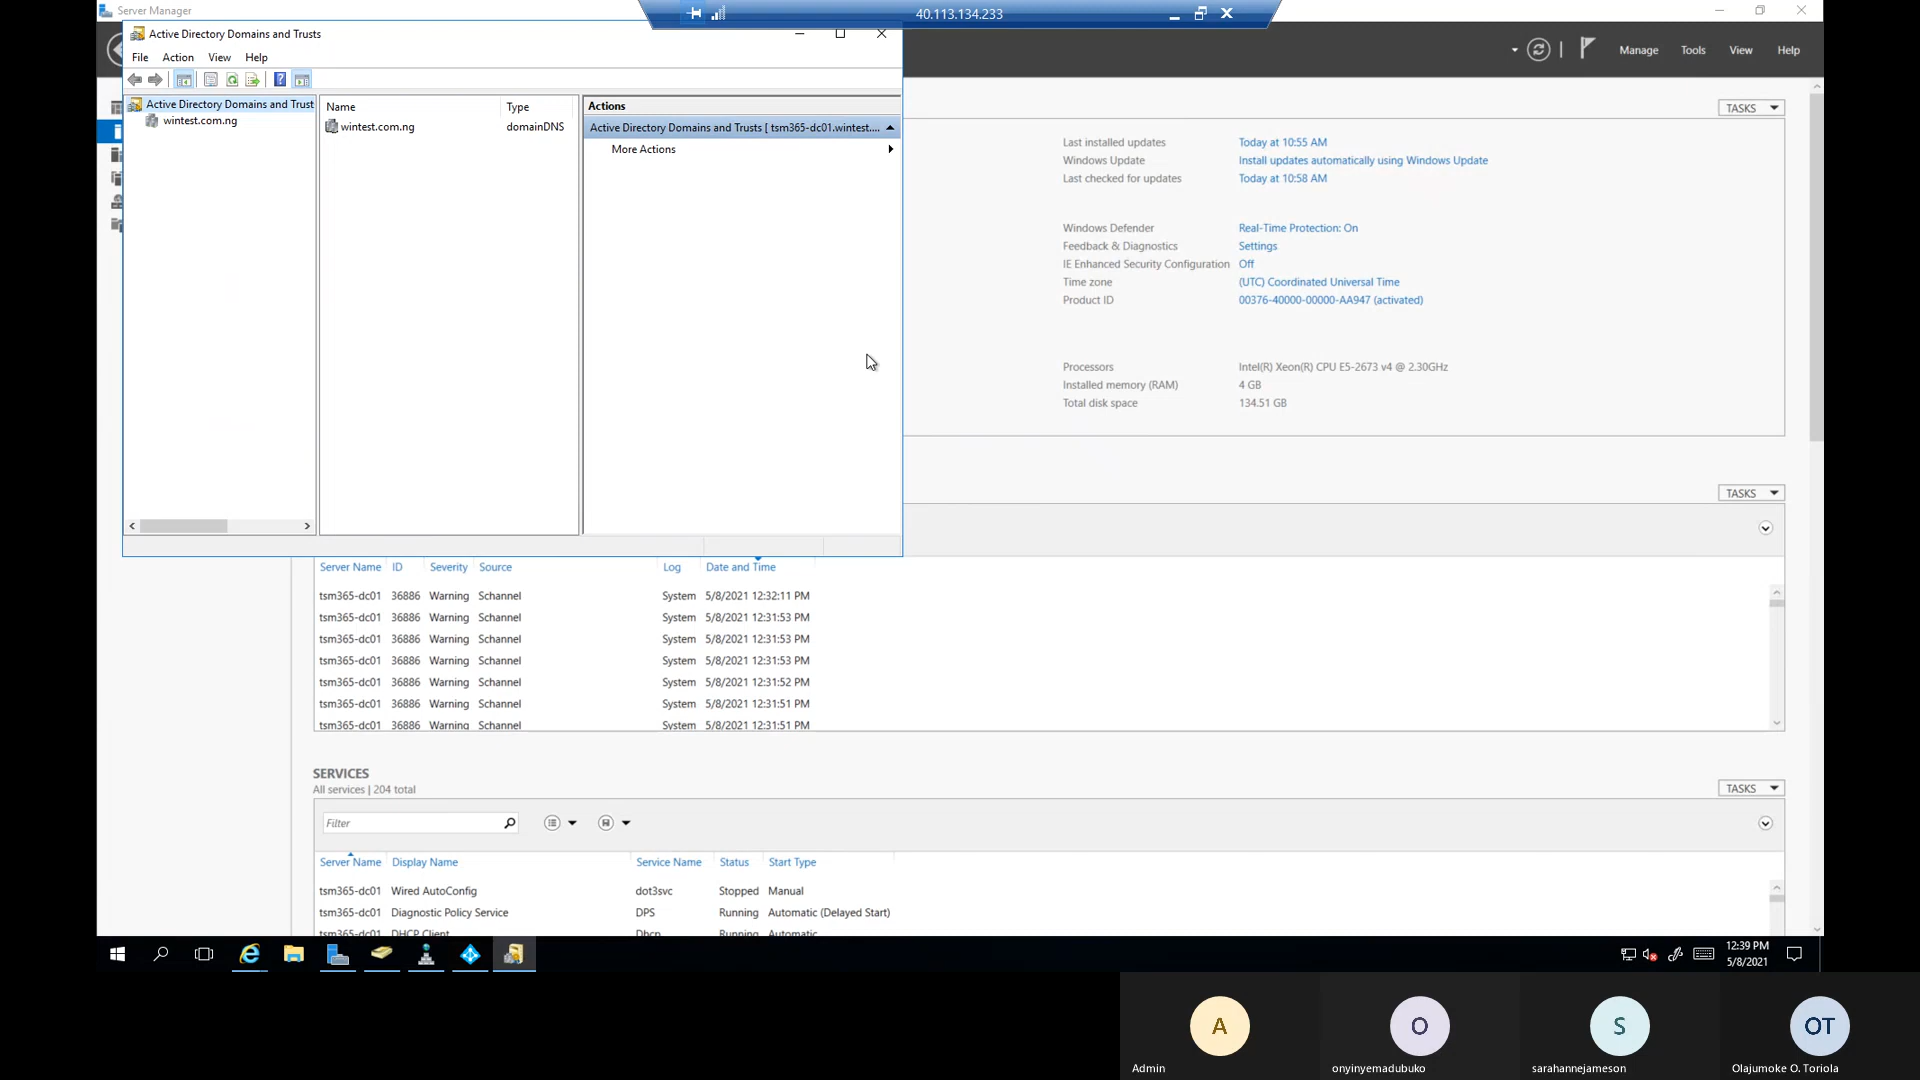 Server Manager
40.113.134.233
Active Directory Domains and Trusts
File Action View Help
Manage Tools View Help
Active Directory Domains and Trust
wintest.com.ng
Name Type
wintest.com.ng domainDNS
Actions
Active Directory Domains and Trusts [ tsm365-dc01.wintest....
More Actions
TASKS
Last installed updates Today at 10:55 AM
Windows Update Install updates automatically using Windows Update
Last checked for updates Today at 10:58 AM
Windows Defender Real-Time Protection: On
Feedback & Diagnostics Settings
IE Enhanced Security Configuration Off
Time zone (UTC) Coordinated Universal Time
Product ID 00376-40000-00000-AA947 (activated)
Processors Intel(R) Xeon(R) CPU E5-2673 v4 @ 2.30GHz
Installed memory (RAM) 4 GB
Total disk space 134.51 GB
TASKS
Server Name ID Severity Source Log Date and Time
tsm365-dc01 36886 Warning Schannel System 5/8/2021 12:32:11 PM
tsm365-dc01 36886 Warning Schannel System 5/8/2021 12:31:53 PM
tsm365-dc01 36886 Warning Schannel System 5/8/2021 12:31:53 PM
tsm365-dc01 36886 Warning Schannel System 5/8/2021 12:31:53 PM
tsm365-dc01 36886 Warning Schannel System 5/8/2021 12:31:52 PM
tsm365-dc01 36886 Warning Schannel System 5/8/2021 12:31:51 PM
tsm365-dc01 36886 Warning Schannel System 5/8/2021 12:31:51 PM
SERVICES
All services | 204 total
TASKS
Filter
Server Name Display Name Service Name Status Start Type
tsm365-dc01 Wired AutoConfig dot3svc Stopped Manual
tsm365-dc01 Diagnostic Policy Service DPS Running Automatic (Delayed Start)
tsm365-dc01 DHCP Client Dhcp Running Automatic
12:39 PM
5/8/2021
A O S OT
Admin onyinyemadubuko sarahannejameson Olajumoke O. Toriola